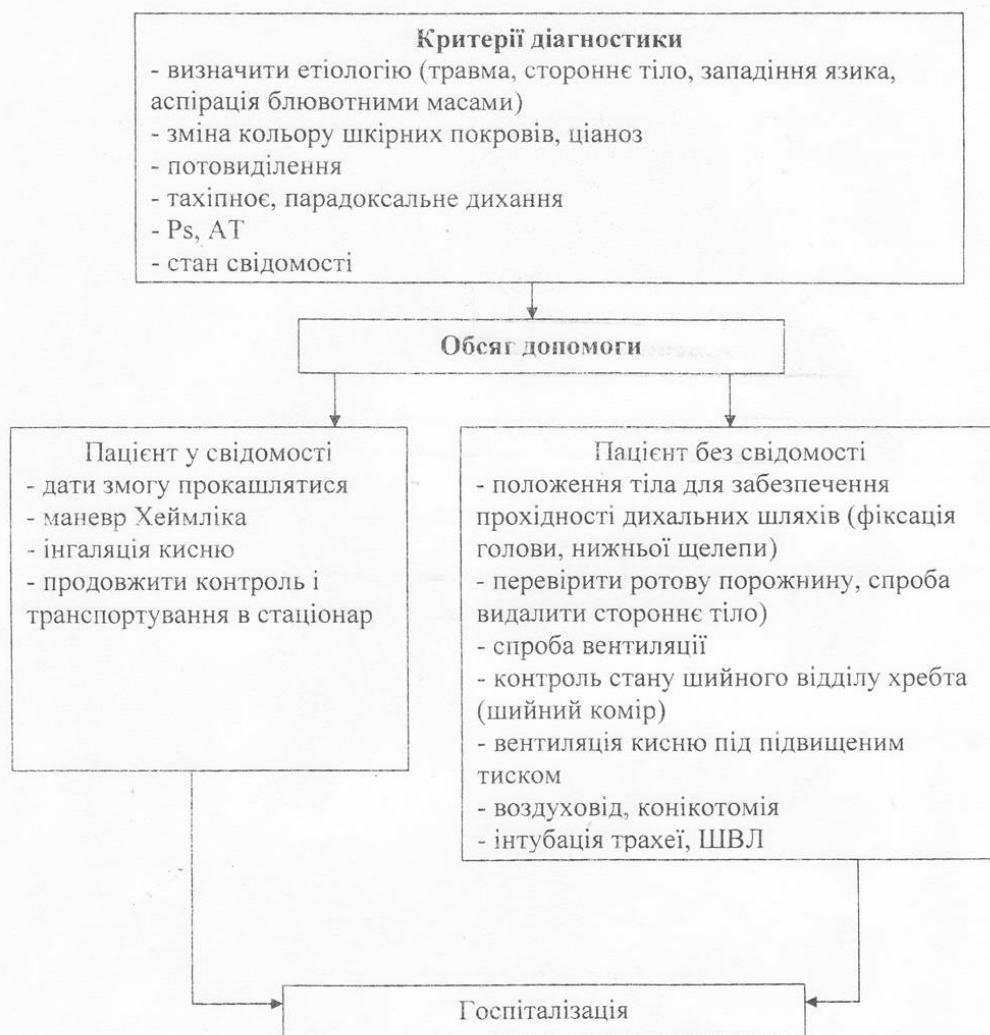 Критерії діагностики
- визначити етіологію (травма, стороннє тіло, западіння язика,
аспірація блювотними масами)
- зміна кольору шкірних покровів, ціаноз
- потовиділення
- тахіпноє, парадоксальне дихання
- Ps, АТ
- стан свідомості
Обсяг допомоги
Пацієнт у свідомості
- дати змогу прокашлятися
- маневр Хеймліка
- інгаляція кисню
- продовжити контроль і
транспортування в стаціонар
Пацієнт без свідомості
- положення тіла для забезпечення
прохідності дихальних шляхів (фіксація
голови, нижньої щелепи)
- перевірити ротову порожнину, спроба
видалити стороннє тіло)
- спроба вентиляції
- контроль стану шийного відділу хребта
(шийний комір)
- вентиляція кисню під підвищеним
тиском
- воздуховід, конікотомія
- інтубація трахеї, ШВЛ
Госпіталізація